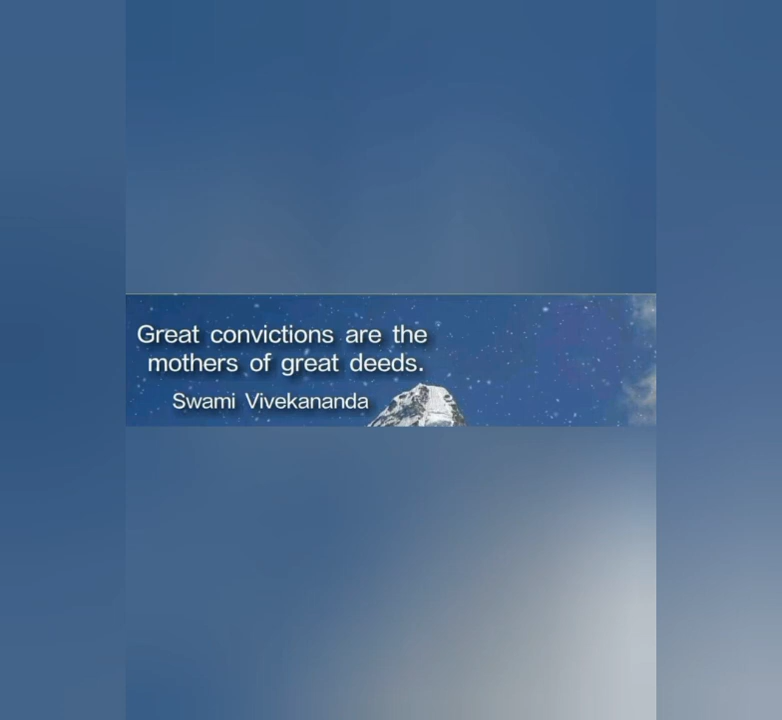 Great convictions are the
mothers of great deeds.
Swami Vivekananda